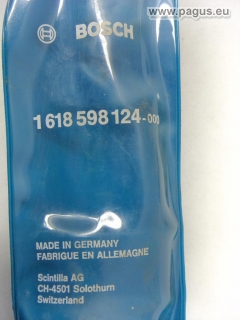 www.pagus.eu
BOSCH
1 618 598 124-000
MADE IN GERMANY
FABRIQUE EN ALLEMAGNE
Scintilla AG
CH-4501 Solothurn
Switzerland